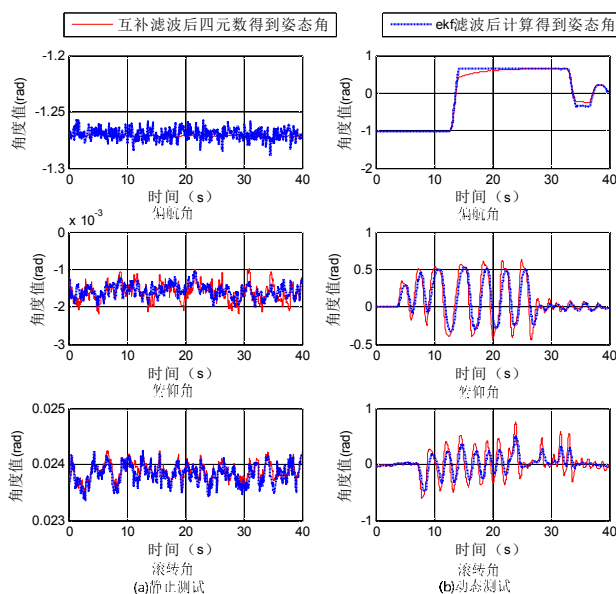 互补滤波后四元数得到姿态角
ekf滤波后计算得到姿态角
-1.2
-1.25
-1.3
角度值(rad)
0 10 20 30 40
时间（s）
偏航角
1
0
-1
-2
角度值(rad)
0 10 20 30 40
时间（s）
偏航角
x 10-3
0
-1
-2
-3
角度值(rad)
0 10 20 30 40
时间（s）
俯仰角
1
0.5
0
-0.5
角度值(rad)
0 10 20 30 40
时间（s）
俯仰角
0.025
0.024
0.023
角度值(rad)
0 10 20 30 40
时间（s）
滚转角
(a)静止测试
1
0
-1
角度值(rad)
0 10 20 30 40
时间（s）
滚转角
(b)动态测试